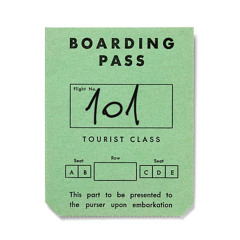 BOARDING
PASS
Flight No.
101
TOURIST CLASS
Seat Row Seat
A B C D E
This part to be presented to
the purser upon embarkation